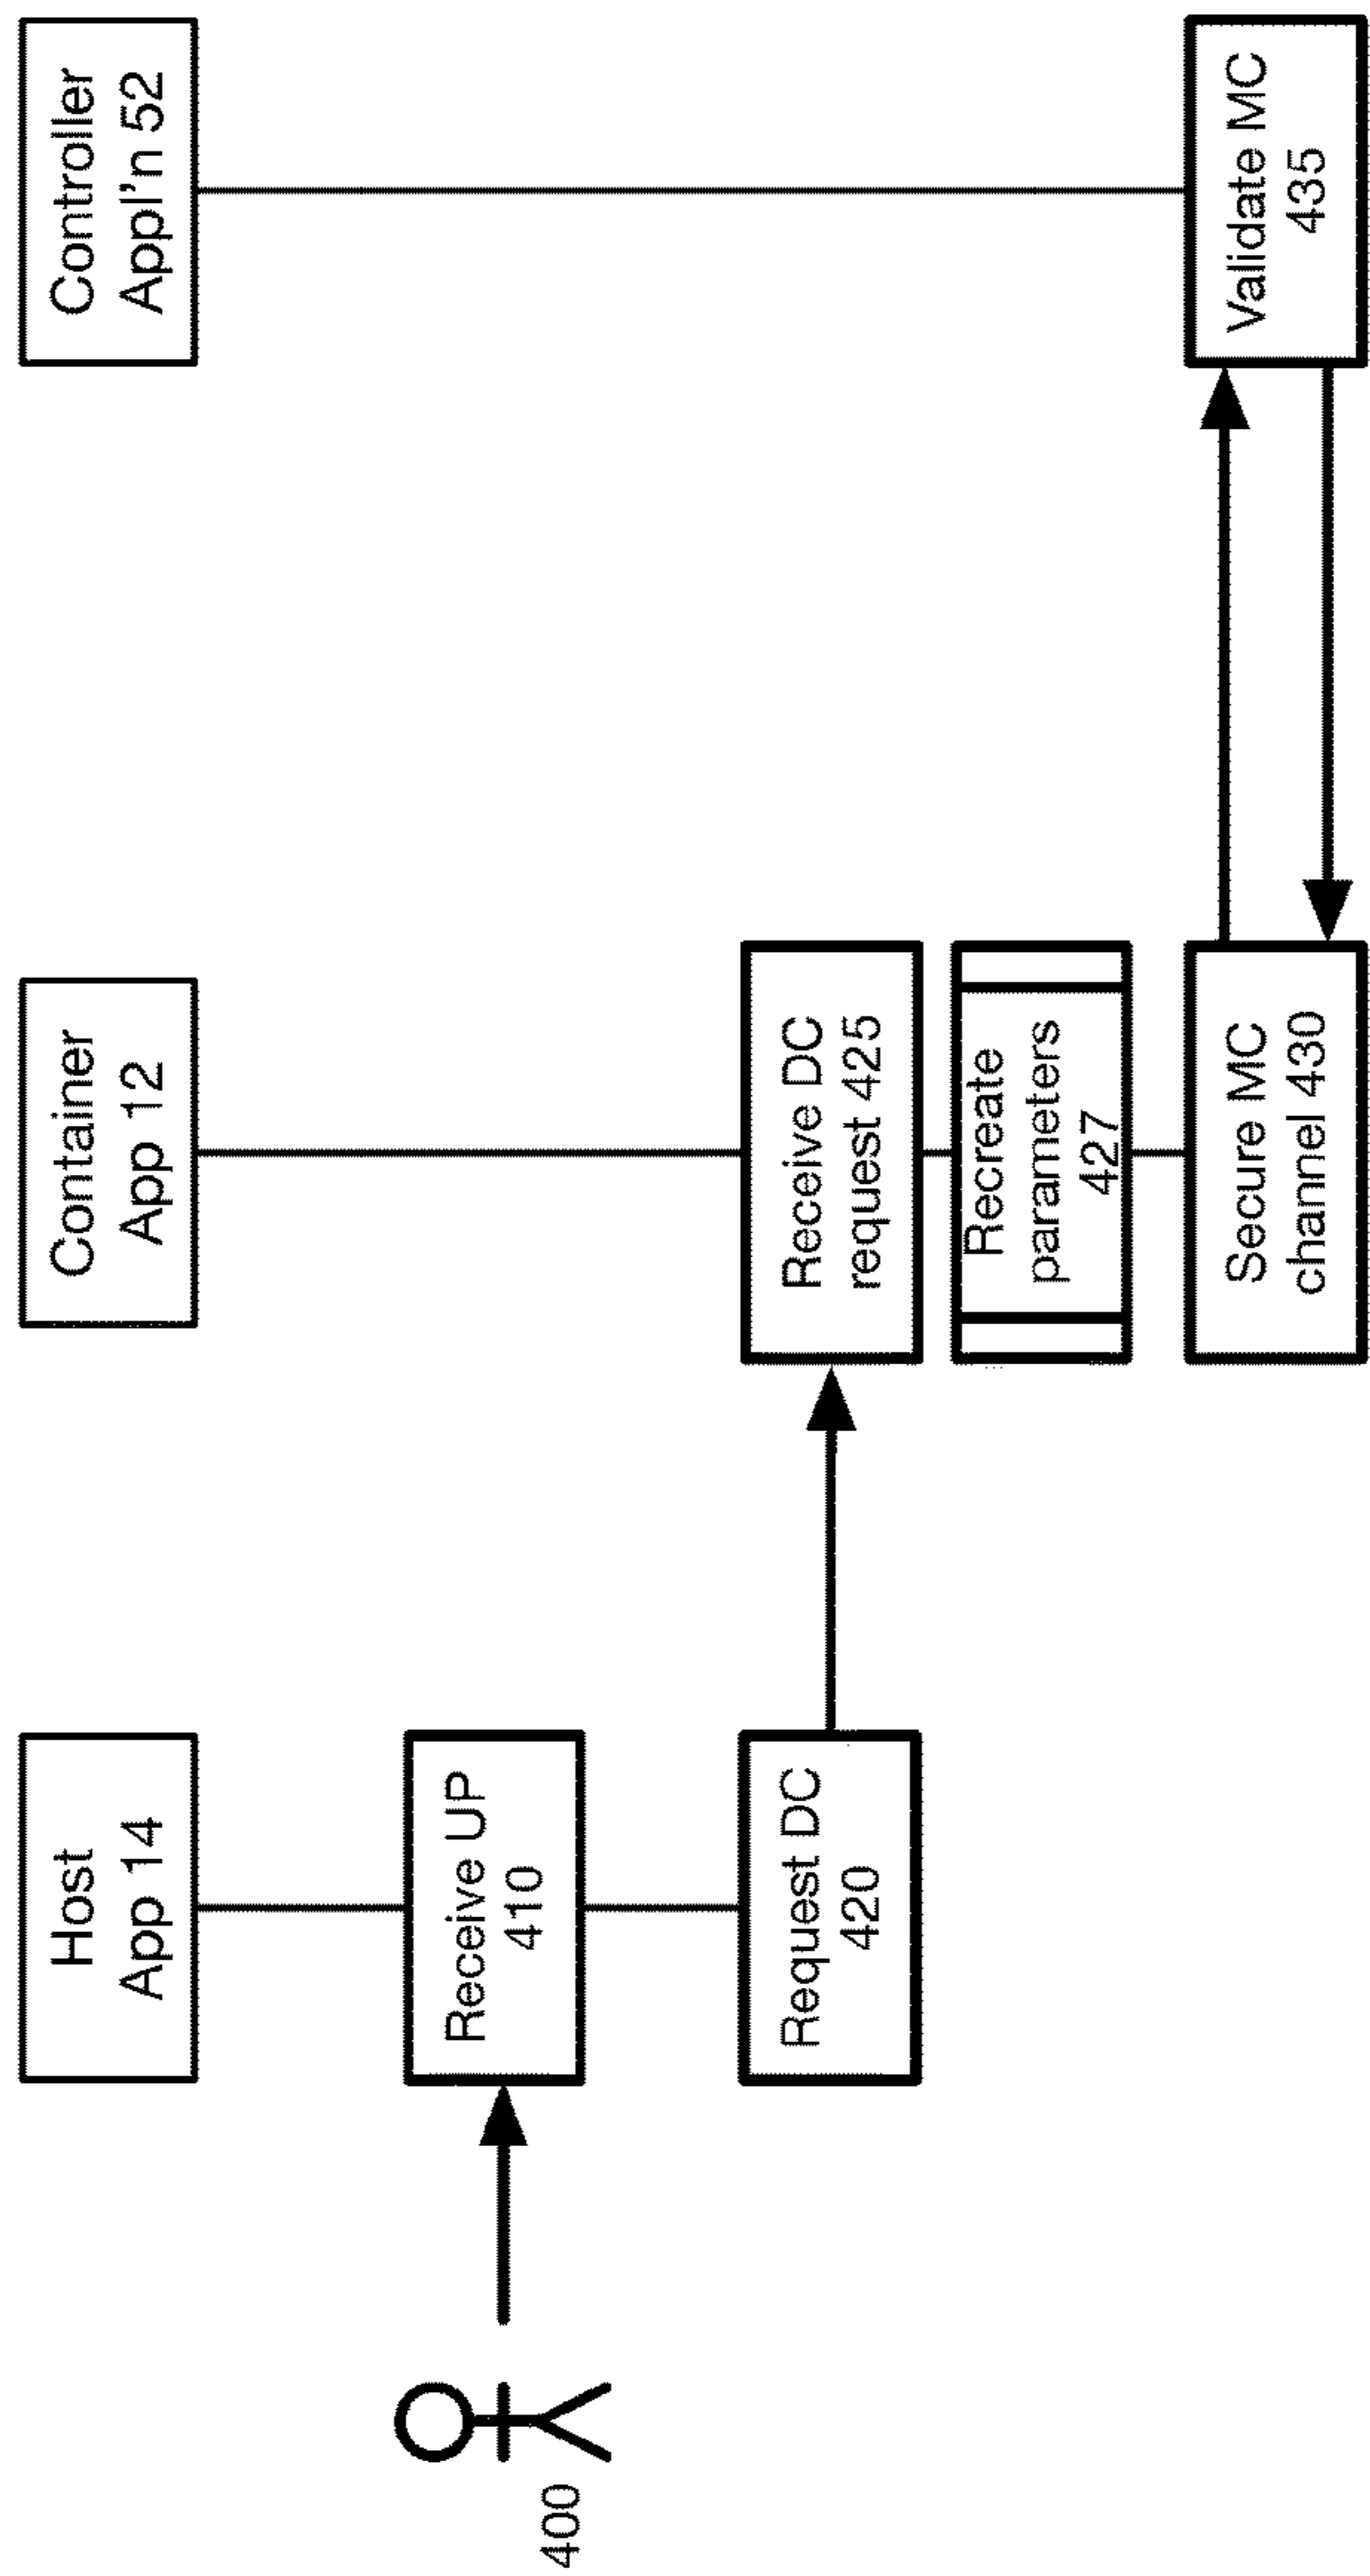 Host
App 14
Container
App 12
Controller
Appl'n 52
400
Receive UP
410
Request DC
420
Receive DC
request 425
Recreate
parameters
427
Secure MC
channel 430
Validate MC
435